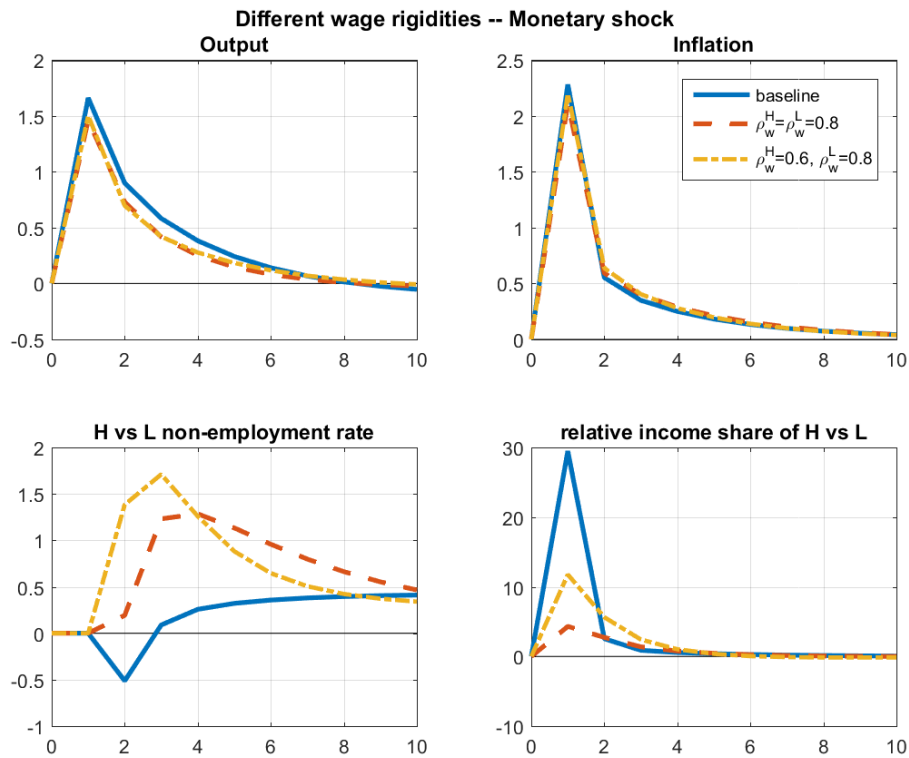 Different wage rigidities -- Monetary shock
Output
2
1.5
1
0.5
0
-0.5
0 2 4 6 8 10
Inflation
2.5
2
1.5
1
0.5
0
0 2 4 6 8 10
baseline
ρ_w^H=ρ_w^L=0.8
ρ_w^H=0.6, ρ_w^L=0.8
H vs L non-employment rate
2
1.5
1
0.5
0
-0.5
-1
0 2 4 6 8 10
relative income share of H vs L
30
20
10
0
-10
0 2 4 6 8 10